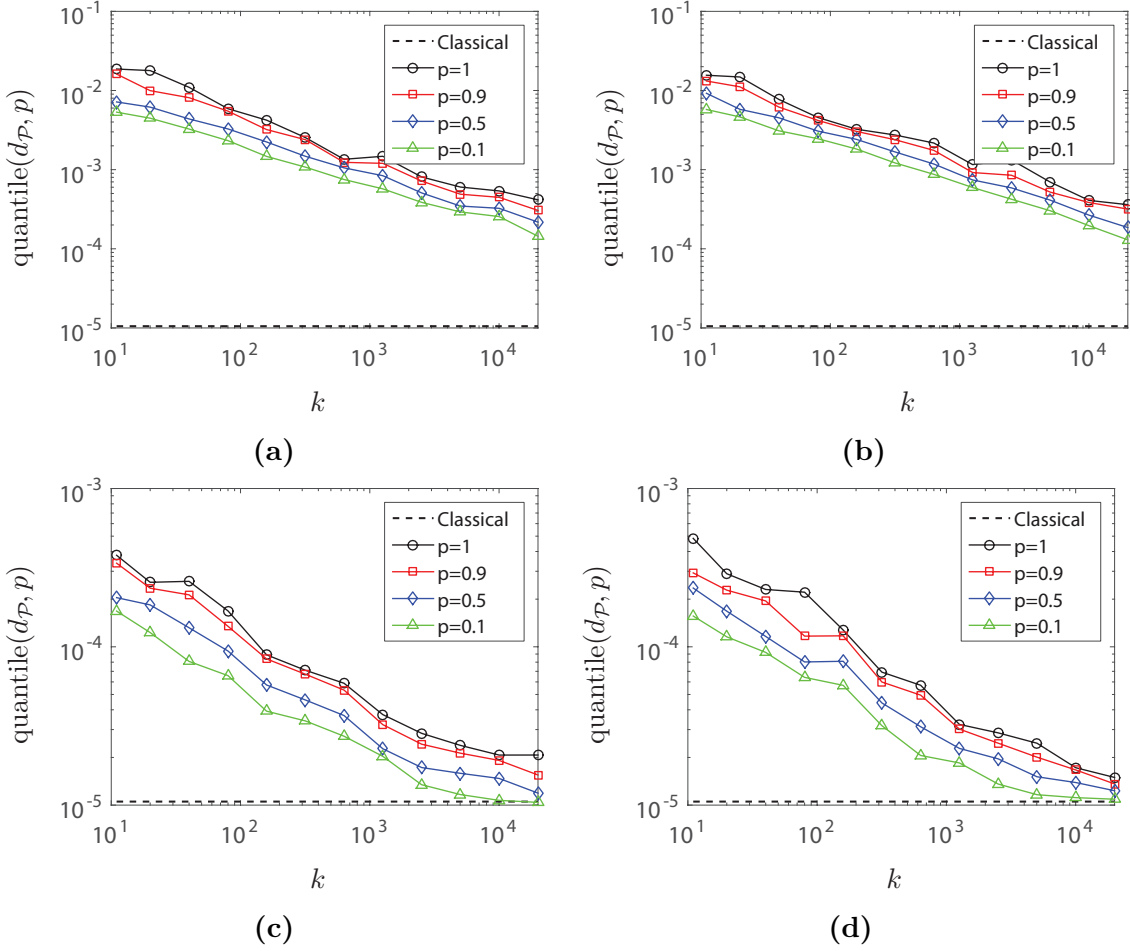 quantile(d_𝒫, p)
10^-1
10^-2
10^-3
10^-4
10^-5
10^1
10^2
10^3
10^4
k
Classical
p=1
p=0.9
p=0.5
p=0.1
(a)
quantile(d_𝒫, p)
10^-1
10^-2
10^-3
10^-4
10^-5
10^1
10^2
10^3
10^4
k
Classical
p=1
p=0.9
p=0.5
p=0.1
(b)
quantile(d_𝒫, p)
10^-3
10^-4
10^-5
10^1
10^2
10^3
10^4
k
Classical
p=1
p=0.9
p=0.5
p=0.1
(c)
quantile(d_𝒫, p)
10^-3
10^-4
10^-5
10^1
10^2
10^3
10^4
k
Classical
p=1
p=0.9
p=0.5
p=0.1
(d)